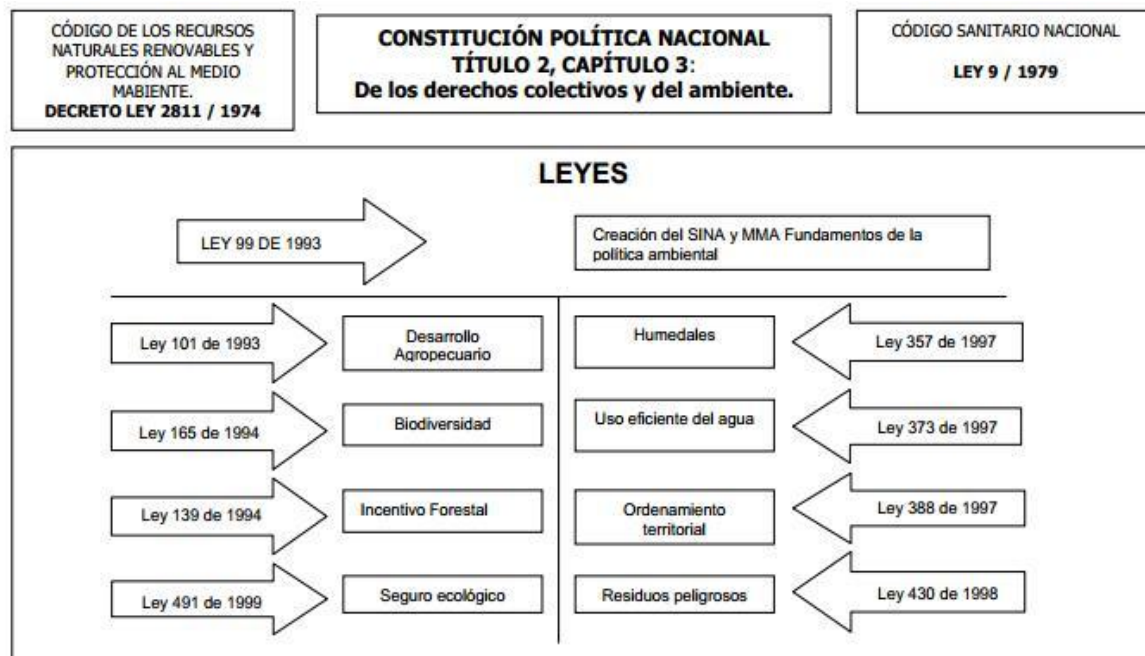 CÓDIGO DE LOS RECURSOS
NATURALES RENOVABLES Y
PROTECCIÓN AL MEDIO
MABIENTE.
DECRETO LEY 2811 / 1974
CONSTITUCIÓN POLÍTICA NACIONAL
TÍTULO 2, CAPÍTULO 3:
De los derechos colectivos y del ambiente.
CÓDIGO SANITARIO NACIONAL
LEY 9 / 1979
LEYES
LEY 99 DE 1993
Creación del SINA y MMA Fundamentos de la
política ambiental
Ley 101 de 1993
Desarrollo
Agropecuario
Humedales
Ley 357 de 1997
Ley 165 de 1994
Biodiversidad
Uso eficiente del agua
Ley 373 de 1997
Ley 139 de 1994
Incentivo Forestal
Ordenamiento
territorial
Ley 388 de 1997
Ley 491 de 1999
Seguro ecológico
Residuos peligrosos
Ley 430 de 1998